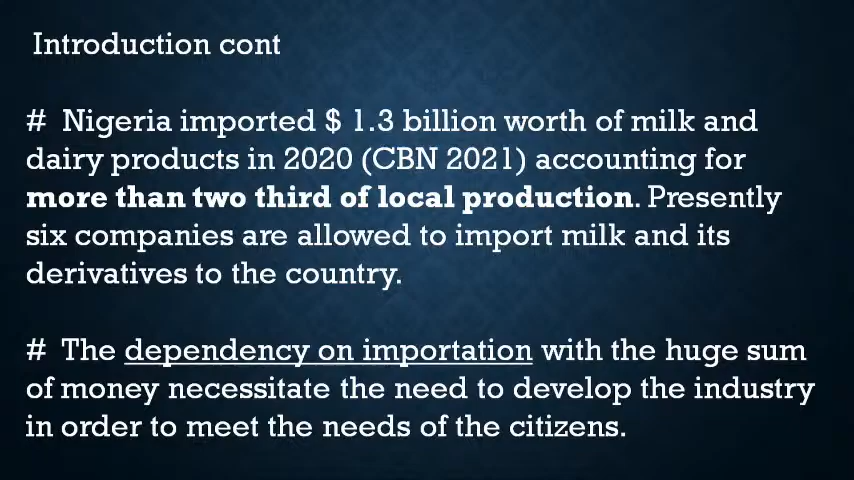 Introduction cont
# Nigeria imported $ 1.3 billion worth of milk and
dairy products in 2020 (CBN 2021) accounting for
more than two third of local production. Presently
six companies are allowed to import milk and its
derivatives to the country.
# The dependency on importation with the huge sum
of money necessitate the need to develop the industry
in order to meet the needs of the citizens.